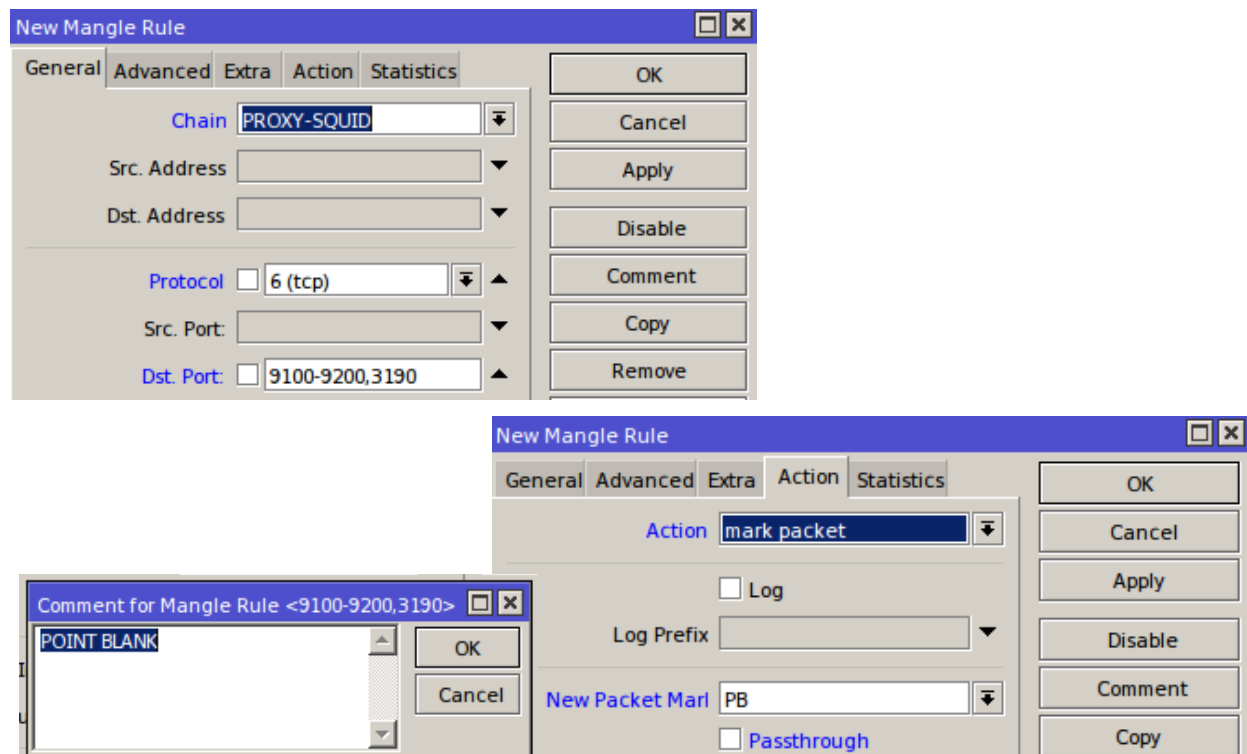 New Mangle Rule
General Advanced Extra Action Statistics
OK
Chain PROXY-SQUID
Cancel
Src. Address
Apply
Dst. Address
Disable
Protocol 6 (tcp)
Comment
Src. Port:
Copy
Dst. Port: 9100-9200,3190
Remove
New Mangle Rule
General Advanced Extra Action Statistics
OK
Action mark packet
Cancel
Log
Apply
Log Prefix
Disable
New Packet Marl PB
Comment
Passthrough
Copy
Comment for Mangle Rule <9100-9200,3190>
POINT BLANK
OK
Cancel